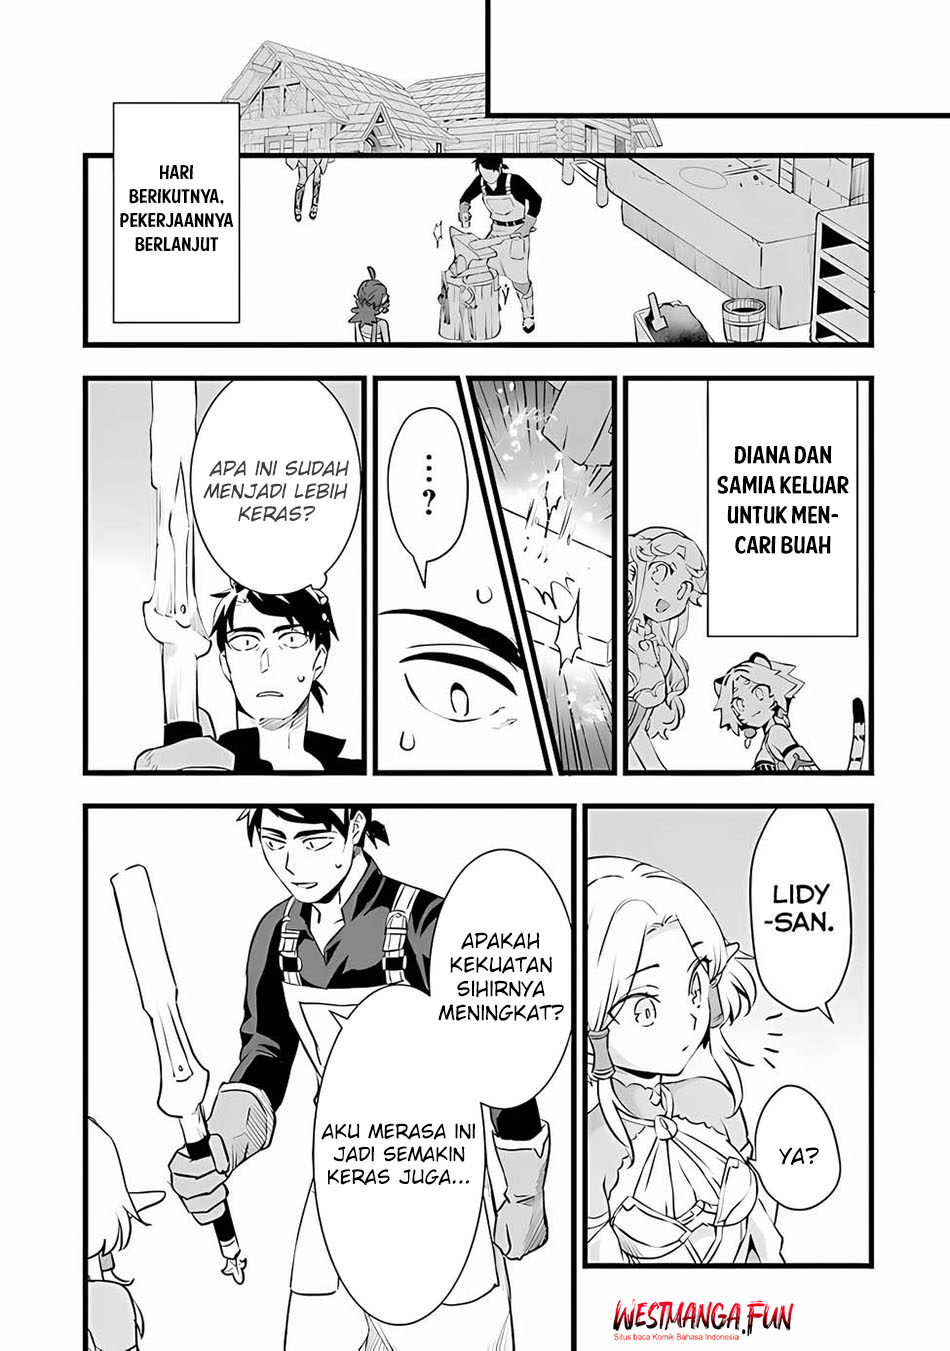 HARI
BERIKUTNYA,
PEKERJAANNYA
BERLANJUT
DIANA DAN
SAMIA KELUAR
UNTUK MEN-
CARI BUAH
...?
APA INI SUDAH
MENJADI LEBIH
KERAS?
LIDY
-SAN.
YA?
APAKAH
KEKUATAN
SIHIRNYA
MENINGKAT?
AKU MERASA INI
JADI SEMAKIN
KERAS JUGA...
WESTMANGA.FUN
Situs baca Komik Bahasa Indonesia